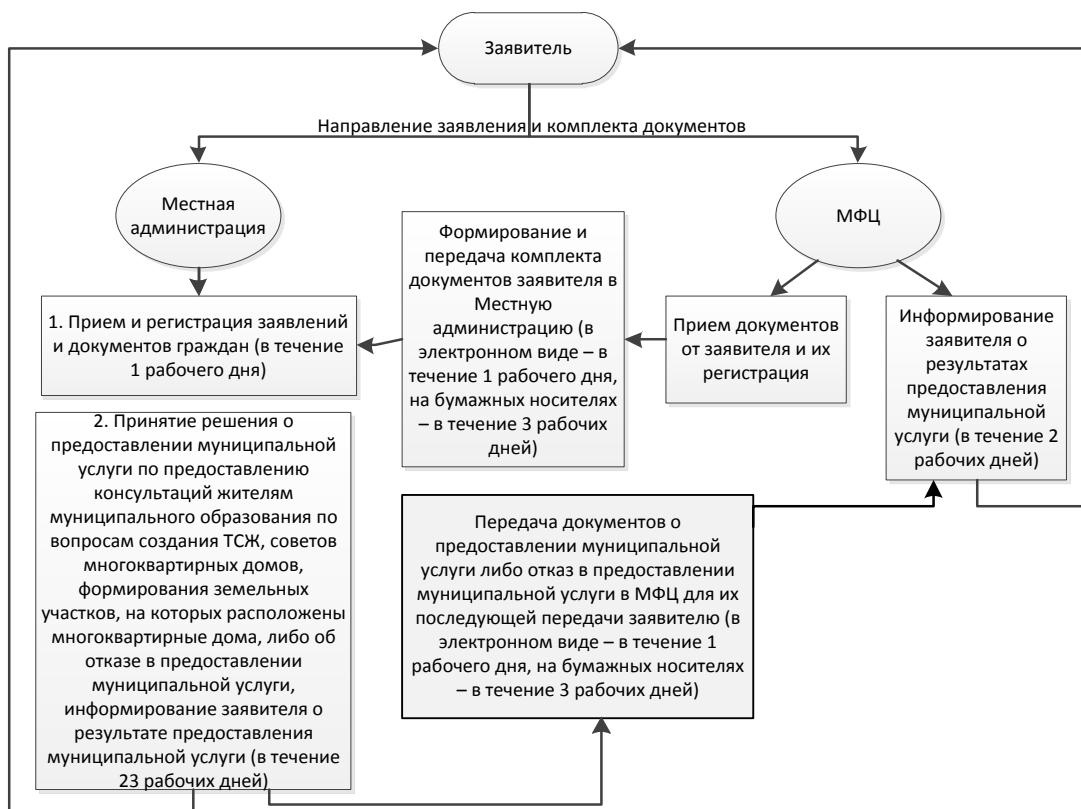 Заявитель
Направление заявления и комплекта документов
Местная
администрация
МФЦ
1. Прием и регистрация заявлений
и документов граждан (в течение
1 рабочего дня)
Формирование и
передача комплекта
документов заявителя в
Местную
администрацию (в
электронном виде – в
течение 1 рабочего дня,
на бумажных носителях
– в течение 3 рабочих
дней)
Прием документов
от заявителя и их
регистрация
Информирование
заявителя о
результатах
предоставления
муниципальной
услуги (в течение 2
рабочих дней)
2. Принятие решения о
предоставлении муниципальной
услуги по предоставлению
консультаций жителям
муниципального образования по
вопросам создания ТСЖ, советов
многоквартирных домов,
формирования земельных
участков, на которых расположены
многоквартирные дома, либо об
отказе в предоставлении
муниципальной услуги,
информирование заявителя о
результате предоставления
муниципальной услуги (в течение
23 рабочих дней)
Передача документов о
предоставлении муниципальной
услуги либо отказ в предоставлении
муниципальной услуги в МФЦ для их
последующей передачи заявителю (в
электронном виде – в течение 1
рабочего дня, на бумажных носителях
– в течение 3 рабочих дней)